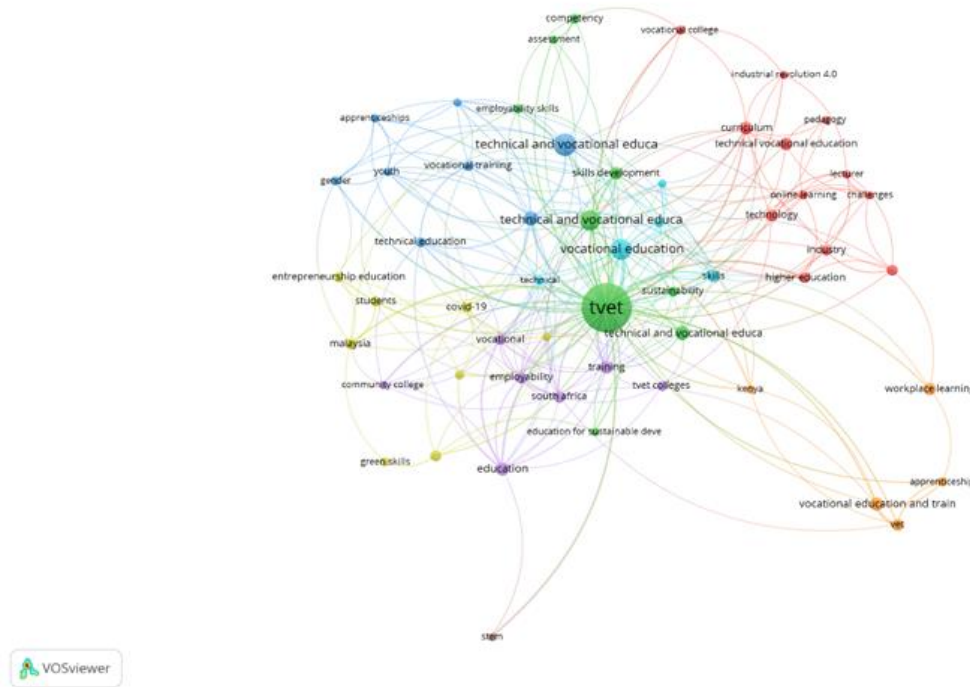 competency
vocational college
assessment
industrial revolution 4.0
employability skills
apprenticeships
pedagogy
curriculum
technical and vocational educa
technical vocational education
vocational training
youth
skills development
lecturer
gender
online learning
challenges
technology
technical and vocational educa
technical education
vocational education
industry
entrepreneurship education
technical
skills
higher education
sustainability
students
covid-19
tvet
technical and vocational educa
malaysia
vocational
training
employability
community college
tvet colleges
kenya
workplace learning
south africa
education for sustainable deve
green skills
education
apprenticeship
vocational education and train
vet
stem
VOSviewer